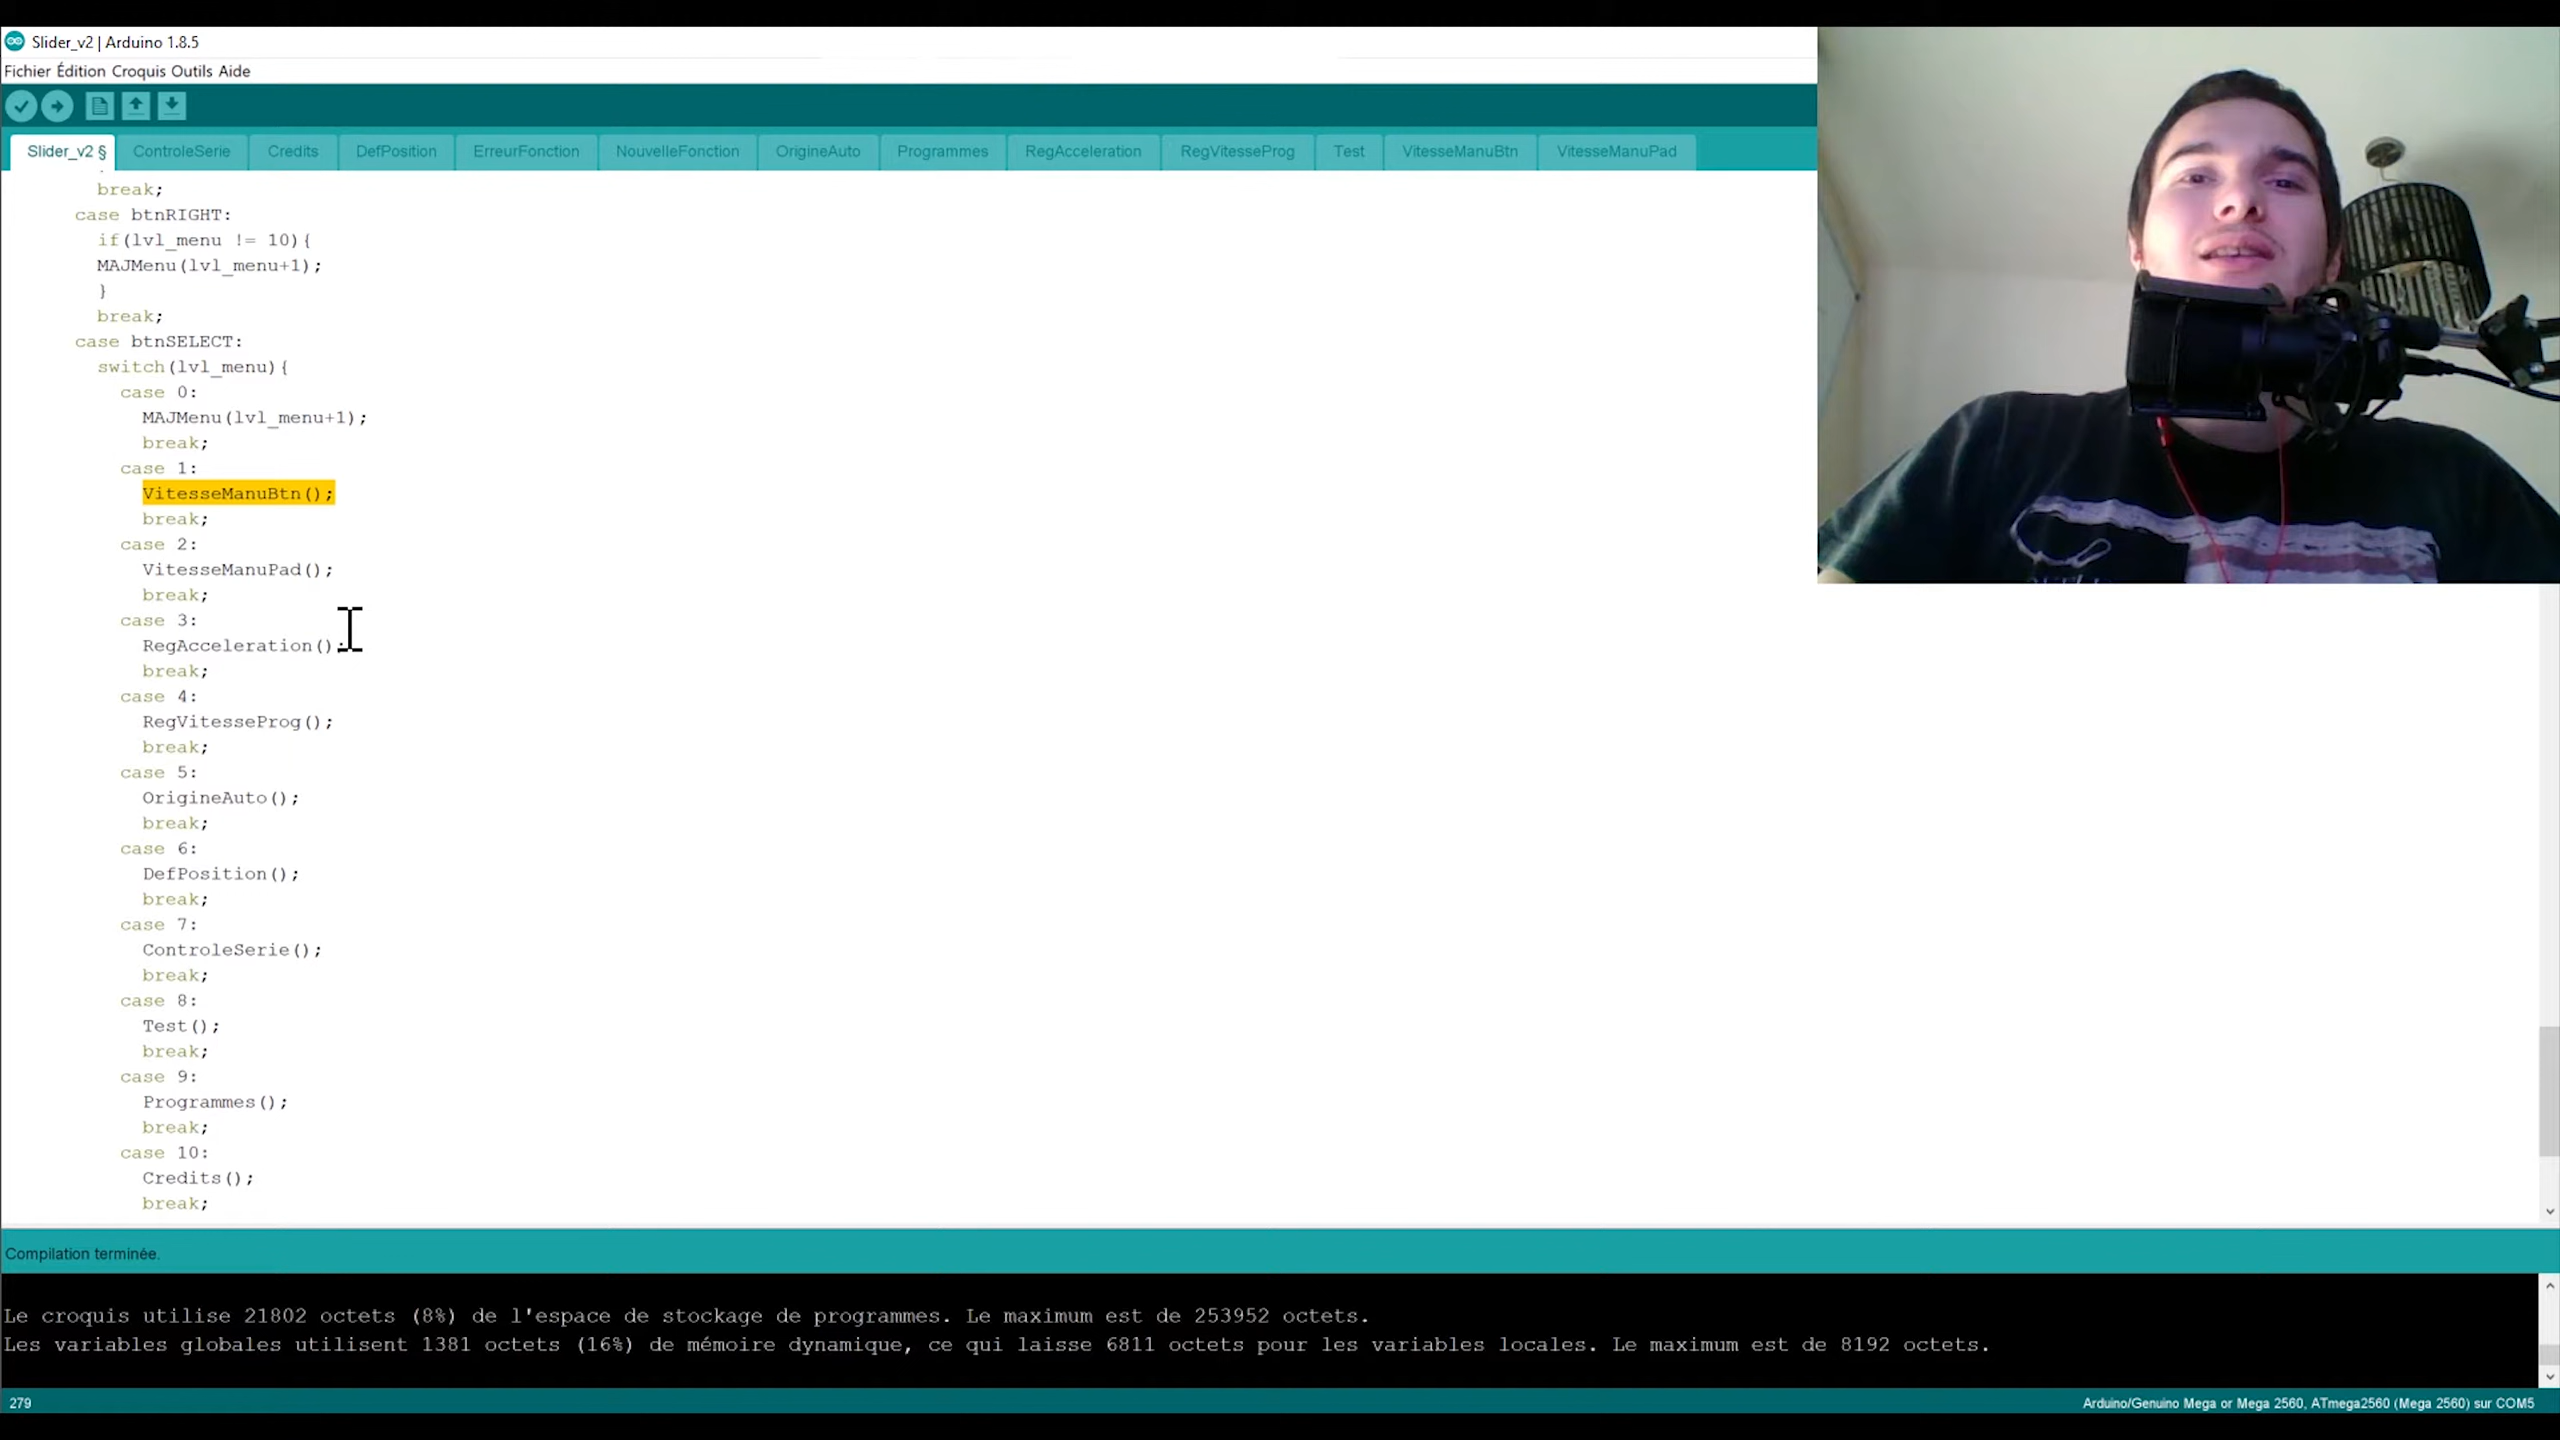 Slider_v2 | Arduino 1.8.5
Fichier Édition Croquis Outils Aide
Slider_v2 § ControleSerie Credits DefPosition ErreurFonction NouvelleFonction OrigineAuto Programmes RegAcceleration RegVitesseProg Test VitesseManuBtn VitesseManuPad
break;
case btnRIGHT:
if(lvl_menu != 10){
MAJMenu(lvl_menu+1);
}
break;
case btnSELECT:
switch(lvl_menu){
case 0:
MAJMenu(lvl_menu+1);
break;
case 1:
VitesseManuBtn();
break;
case 2:
VitesseManuPad();
break;
case 3:
RegAcceleration();
break;
case 4:
RegVitesseProg();
break;
case 5:
OrigineAuto();
break;
case 6:
DefPosition();
break;
case 7:
ControleSerie();
break;
case 8:
Test();
break;
case 9:
Programmes();
break;
case 10:
Credits();
break;
Compilation terminée.
Le croquis utilise 21802 octets (8%) de l'espace de stockage de programmes. Le maximum est de 253952 octets.
Les variables globales utilisent 1381 octets (16%) de mémoire dynamique, ce qui laisse 6811 octets pour les variables locales. Le maximum est de 8192 octets.
279 Arduino/Genuino Mega or Mega 2560, ATmega2560 (Mega 2560) sur COM5